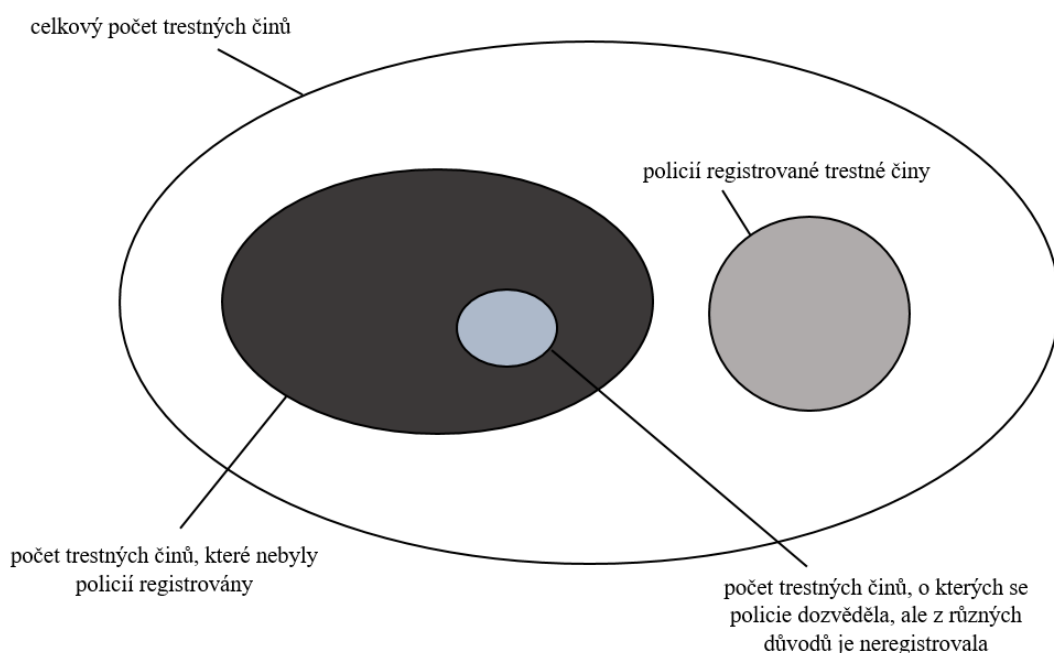 celkový počet trestných činů
policií registrované trestné činy
počet trestných činů, které nebyly
policií registrovány
počet trestných činů, o kterých se
policie dozvěděla, ale z různých
důvodů je neregistrovala